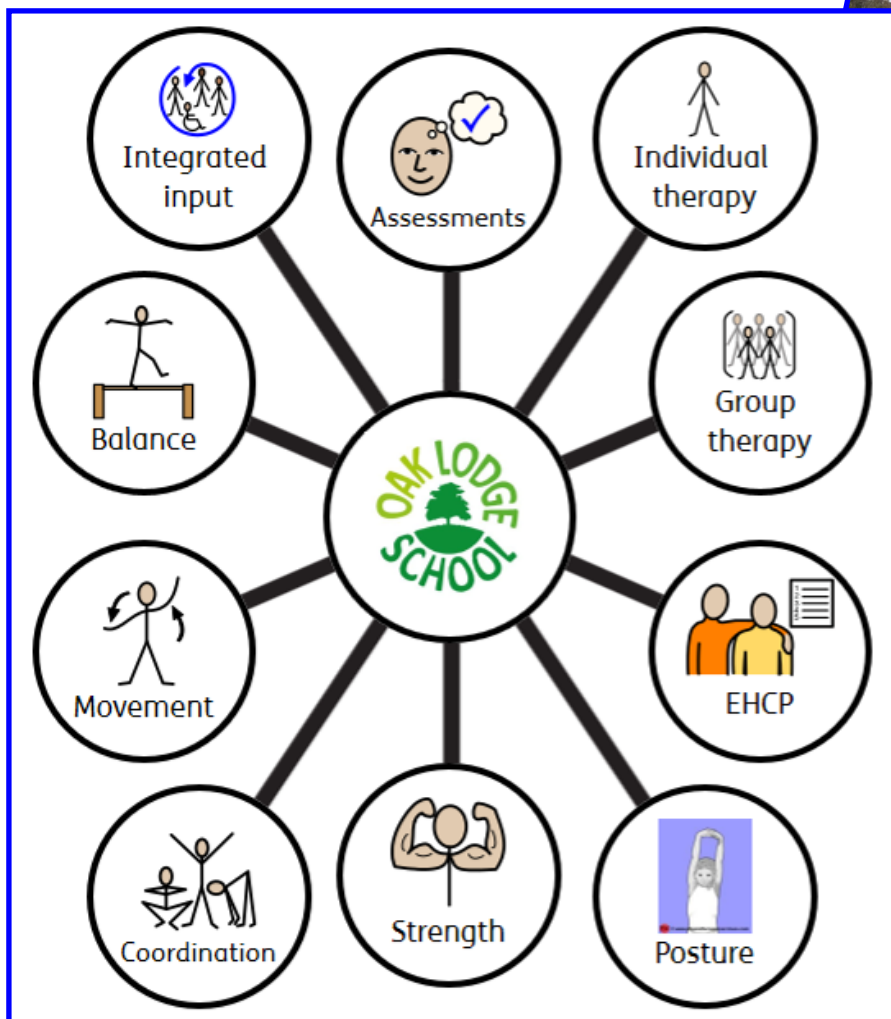 Integrated
input
Assessments
Individual
therapy
Balance
Group
therapy
OAK LODGE
SCHOOL
Movement
EHCP
Coordination
Strength
Posture